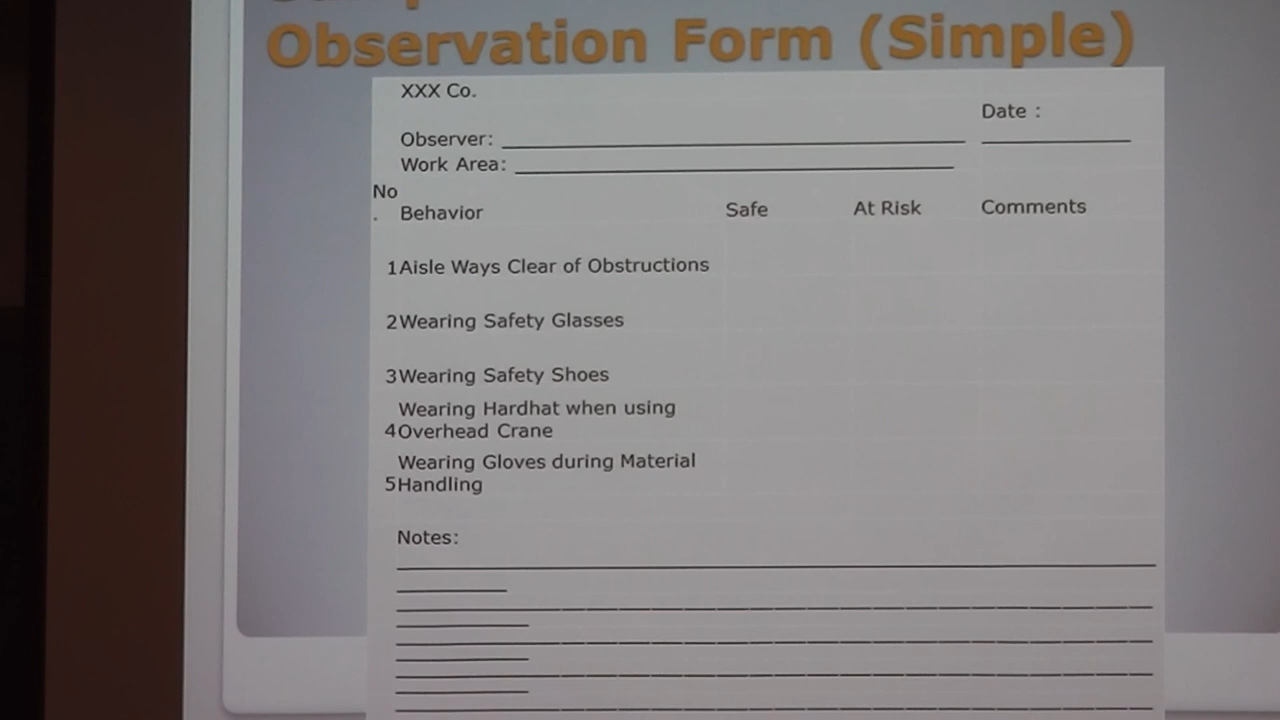 Observation Form (Simple)
XXX Co.
Date :
Observer:
Work Area:
No
. Behavior Safe At Risk Comments
1 Aisle Ways Clear of Obstructions
2 Wearing Safety Glasses
3 Wearing Safety Shoes
Wearing Hardhat when using
4 Overhead Crane
Wearing Gloves during Material
5 Handling
Notes: